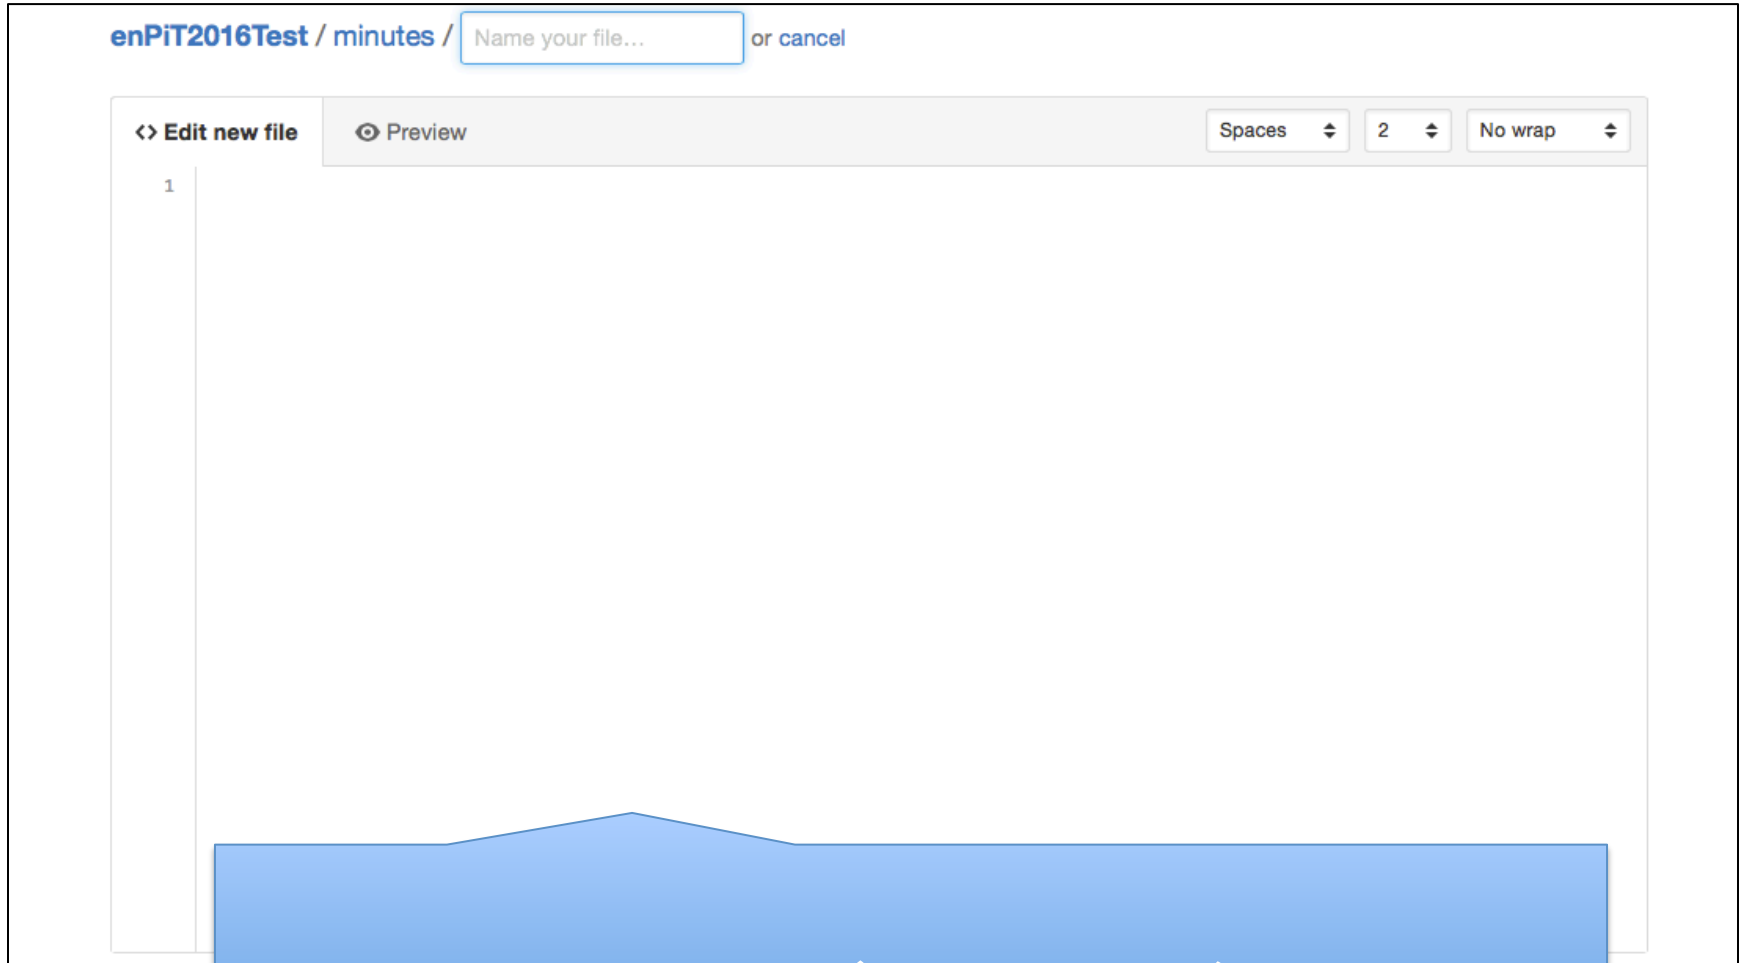 enPiT2016Test / minutes / Name your file... or cancel
<> Edit new file Preview Spaces 2 No wrap
1